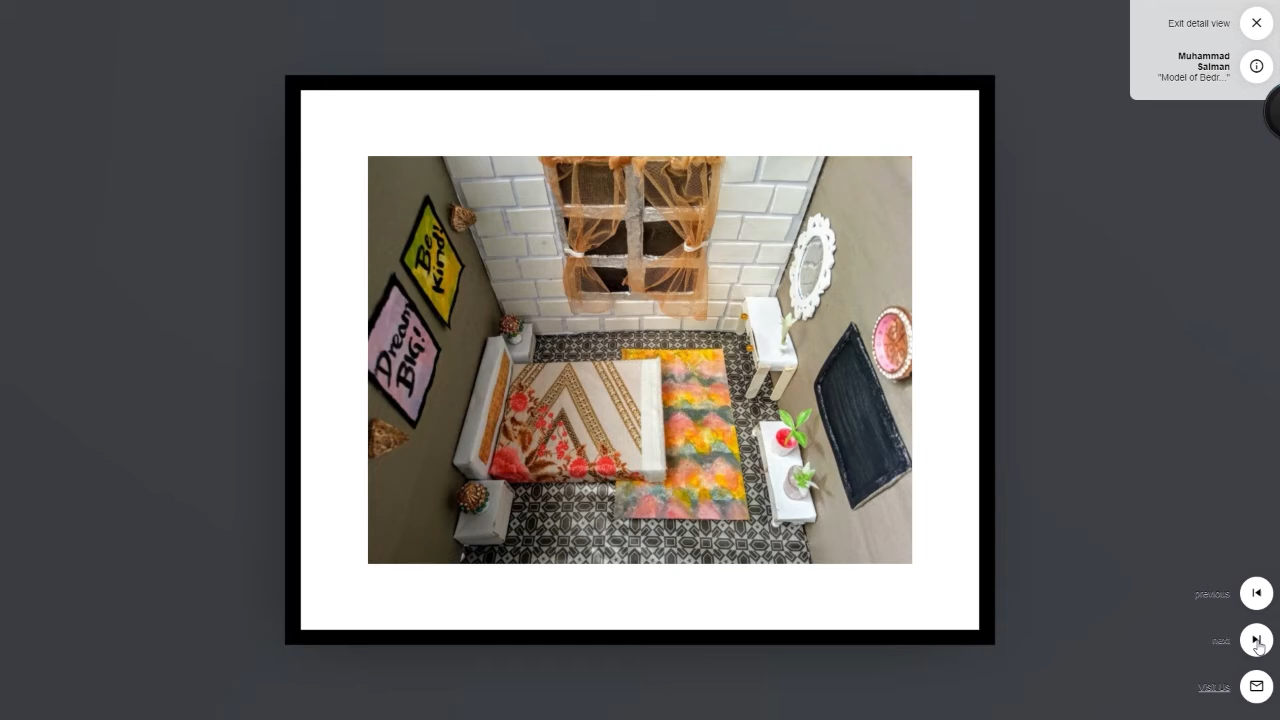 Exit detail view
Muhammad
Salman
"Model of Bedr..."
Be
Kind!
Dream
BIG!
previous
next
Visit Us